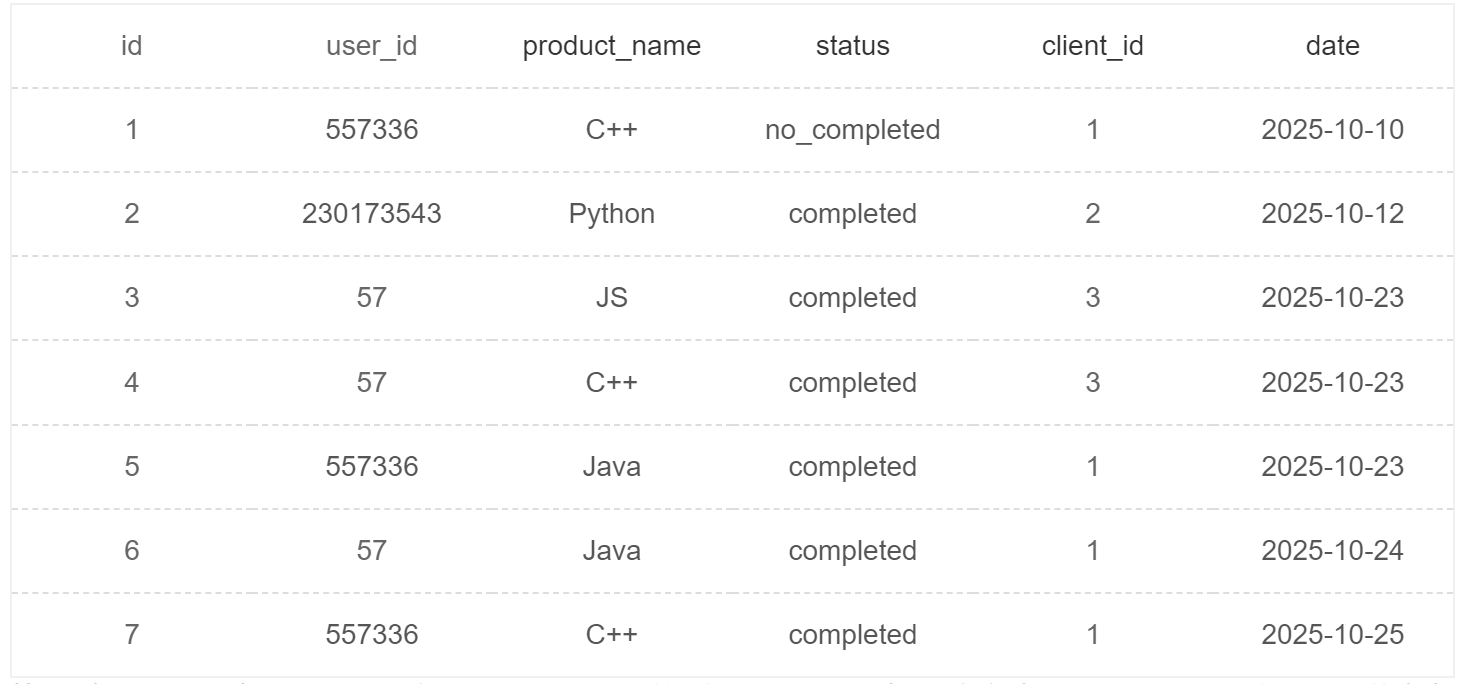 id user_id product_name status client_id date
1 557336 C++ no_completed 1 2025-10-10
2 230173543 Python completed 2 2025-10-12
3 57 JS completed 3 2025-10-23
4 57 C++ completed 3 2025-10-23
5 557336 Java completed 1 2025-10-23
6 57 Java completed 1 2025-10-24
7 557336 C++ completed 1 2025-10-25